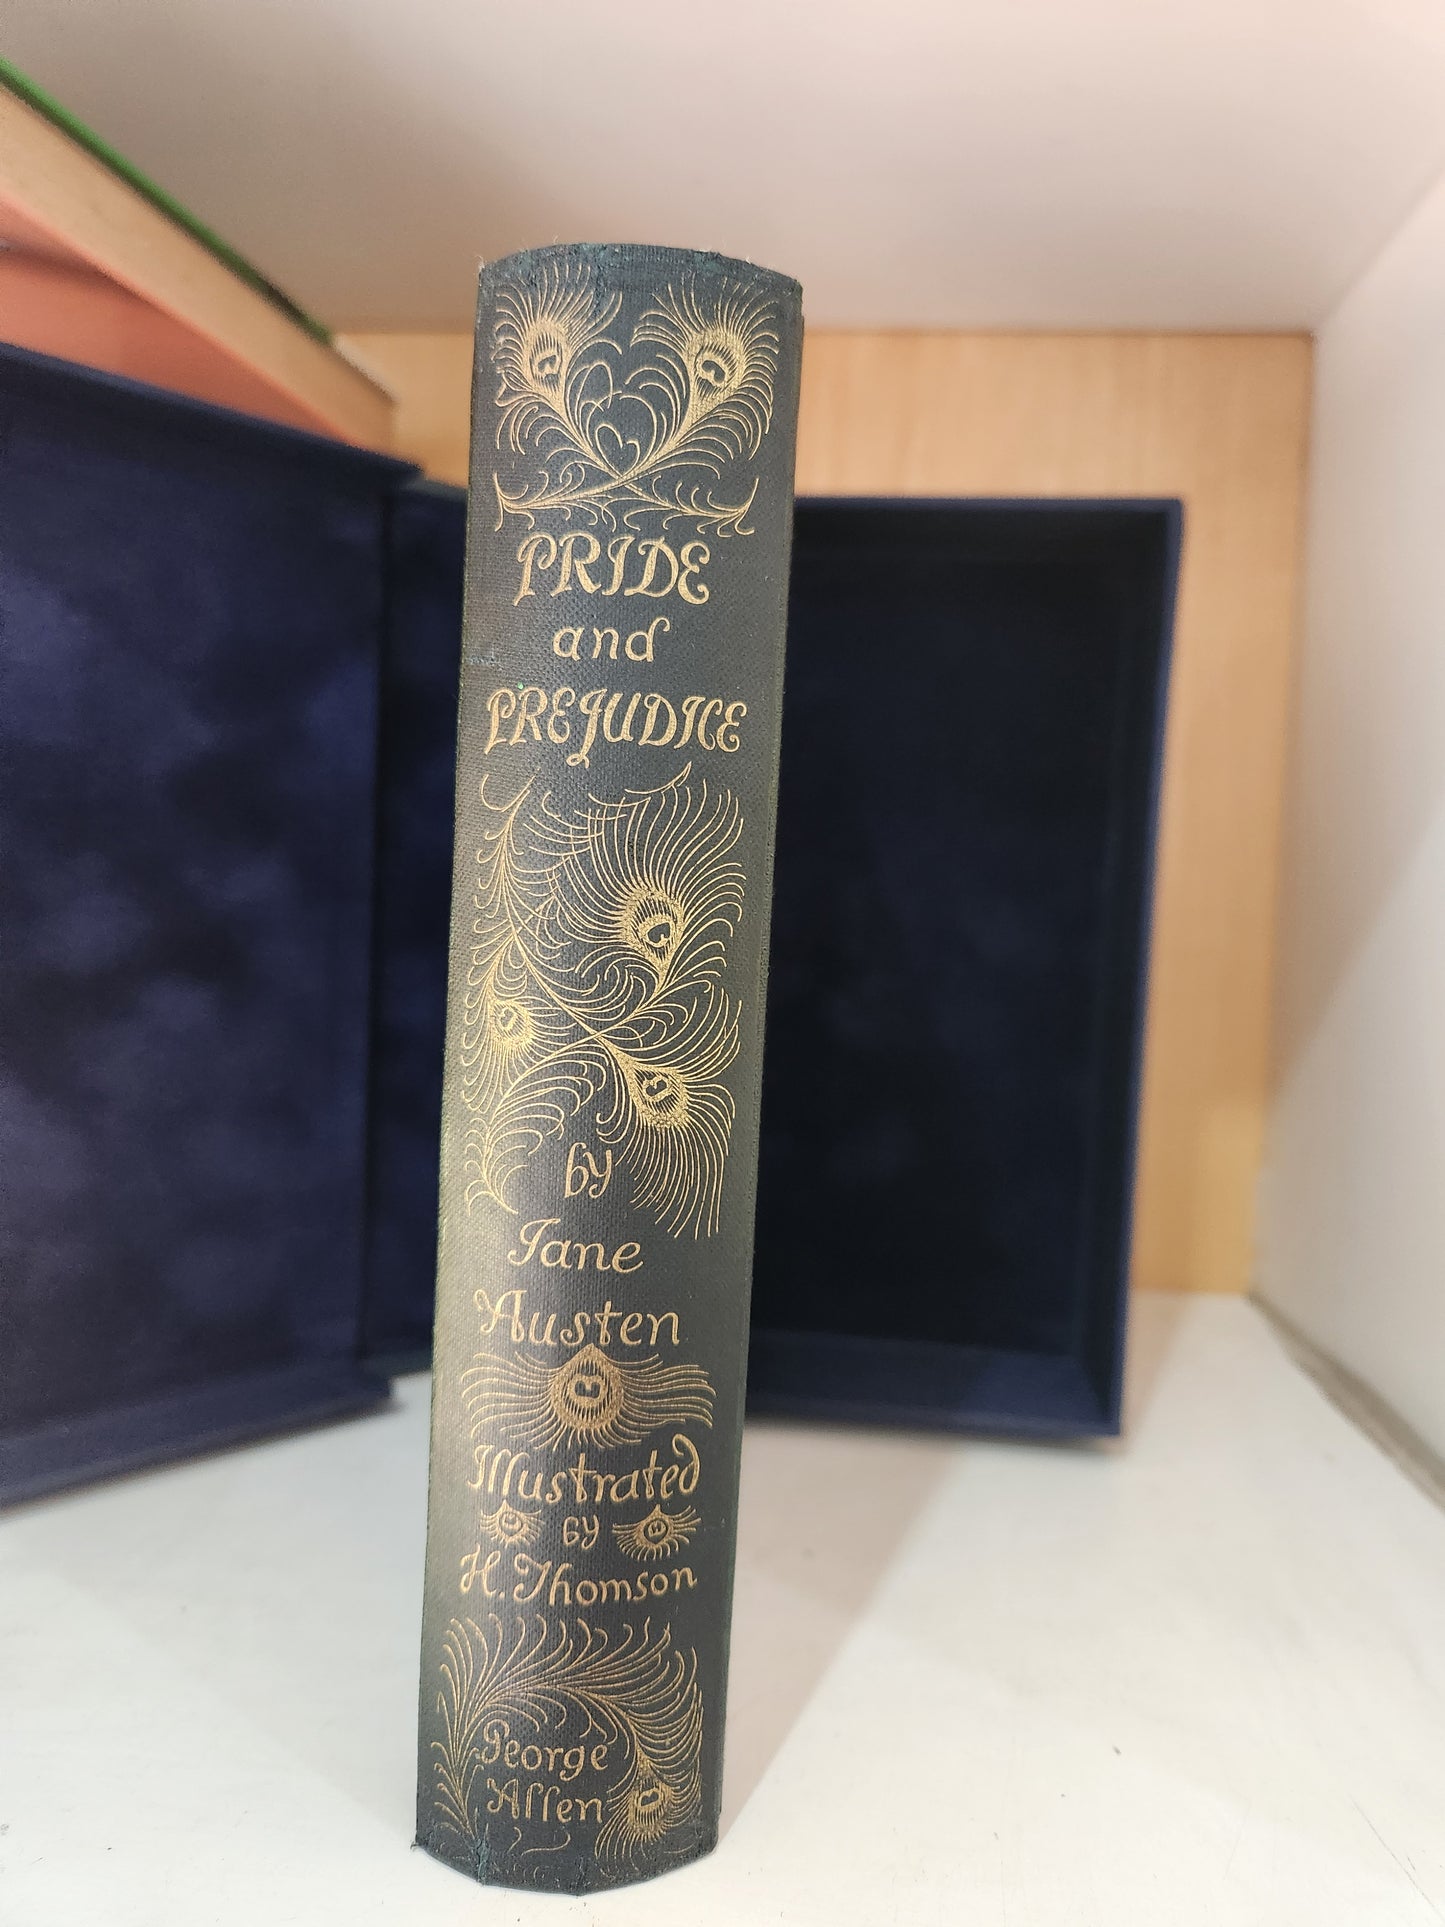 PRIDE
and
PREJUDICE
by
Jane
Austen
Illustrated
by
H. Thomson
George
Allen